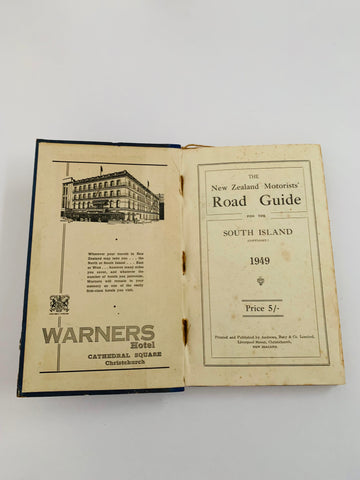 Wherever your travels in New
Zealand may take you . . . the
North or South Island . . . East
or West . . . however many miles
you cover, and whatever the
number of hotels you patronise,
Warners will remain in your
memory as one of the really
first-class hotels you visit.
WARNERS
Hotel
CATHEDRAL SQUARE
Christchurch
THE
New Zealand Motorists'
Road Guide
FOR THE
SOUTH ISLAND
1949
Price 5/-
Printed and Published by Andrews, Baty & Co. Limited,
Liverpool Street, Christchurch,
NEW ZEALAND.